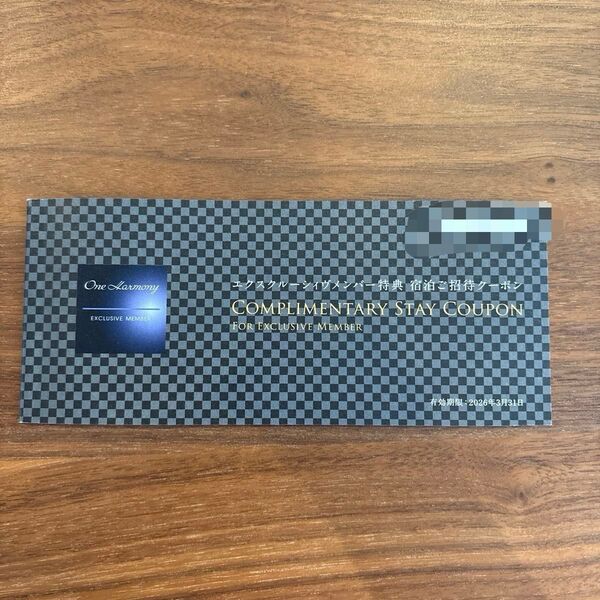 One Harmony
EXCLUSIVE MEMBER
エクスクルーシィヴメンバー特典 宿泊ご招待クーポン
COMPLIMENTARY STAY COUPON
FOR EXCLUSIVE MEMBER
有効期限:2026年3月31日